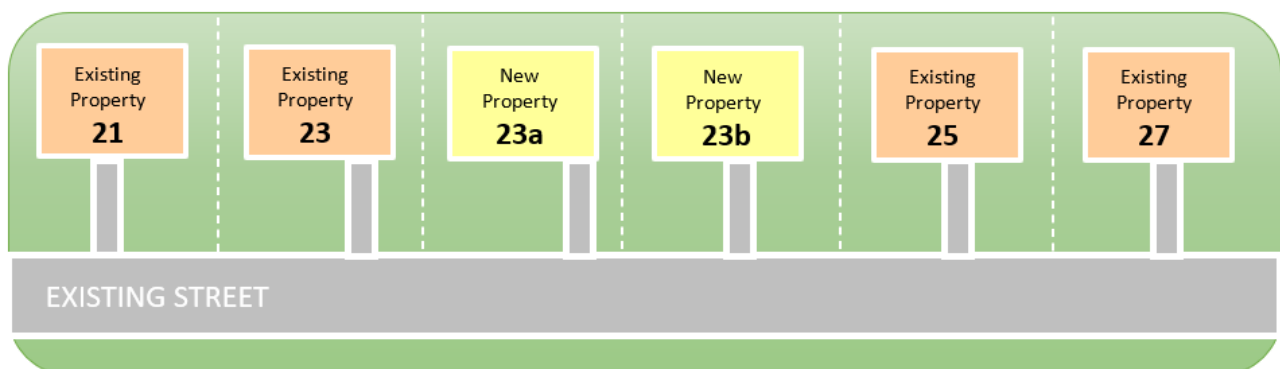 Existing
Property
21
Existing
Property
23
New
Property
23a
New
Property
23b
Existing
Property
25
Existing
Property
27
EXISTING STREET